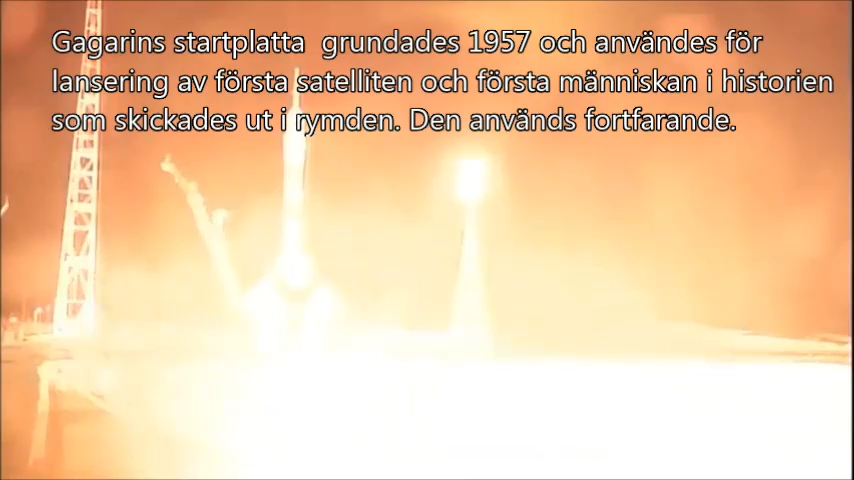 Gagarins startplatta  grundades 1957 och användes för
lansering av första satelliten och första människan i historien
som skickades ut i rymden. Den används fortfarande.